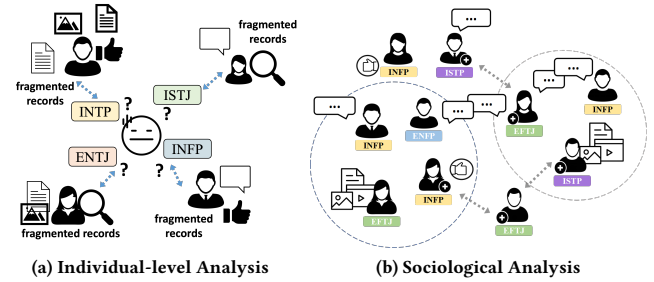 fragmented
records
fragmented
records
INTP
?
ISTJ
?
ENTJ
?
INFP
?
fragmented records
fragmented
records
(a) Individual-level Analysis
...
INFP
ISTP
...
...
...
...
...
INFP
ENFP
EFTJ
INFP
ISTP
INFP
EFTJ
EFTJ
(b) Sociological Analysis